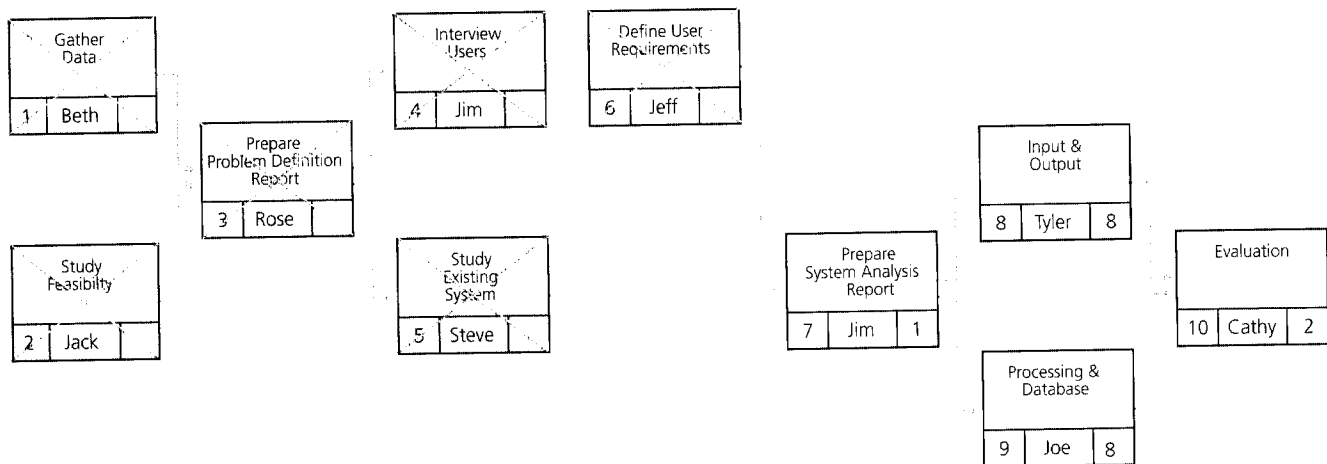 Gather
Data
1 Beth
Prepare
Problem Definition
Report
3 Rose
Study
Feasibilty
2 Jack
Interview
Users
4 Jim
Study
Existing
System
5 Steve
Define User
Requirements
6 Jeff
Prepare
System Analysis
Report
7 Jim 1
Input &
Output
8 Tyler 8
Processing &
Database
9 Joe 8
Evaluation
10 Cathy 2